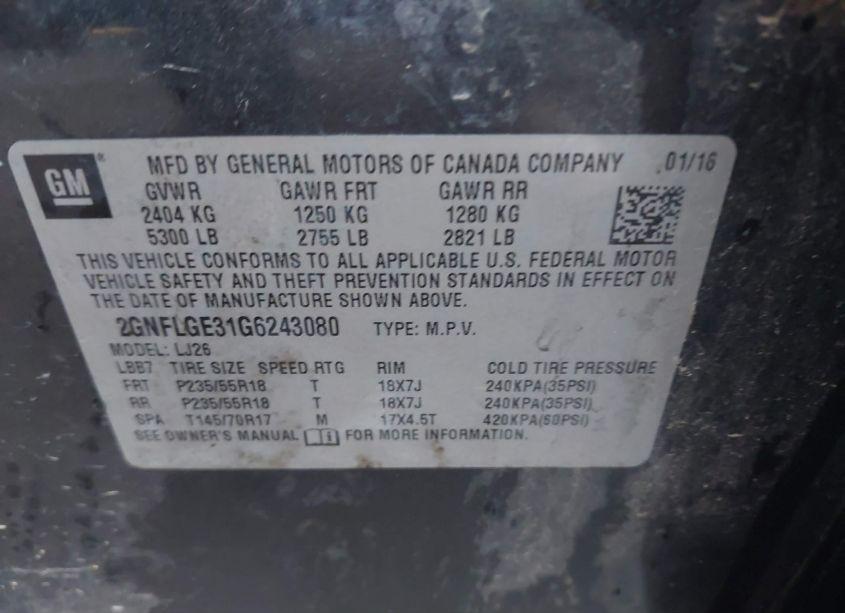 GM ® MFD BY GENERAL MOTORS OF CANADA COMPANY 01/16
GVWR GAWR FRT GAWR RR
2404 KG 1250 KG 1280 KG
5300 LB 2755 LB 2821 LB
THIS VEHICLE CONFORMS TO ALL APPLICABLE U.S. FEDERAL MOTOR
VEHICLE SAFETY AND THEFT PREVENTION STANDARDS IN EFFECT ON
THE DATE OF MANUFACTURE SHOWN ABOVE.
2GNFLGE31G6243080 TYPE: M.P.V.
MODEL: LJ26
LBB7 TIRE SIZE SPEED RTG RIM COLD TIRE PRESSURE
FRT P235/55R18 T 18X7J 240KPA(35PSI)
RR P235/55R18 T 18X7J 240KPA(35PSI)
SPA T145/70R17 M 17X4.5T 420KPA(60PSI)
SEE OWNER'S MANUAL FOR MORE INFORMATION.